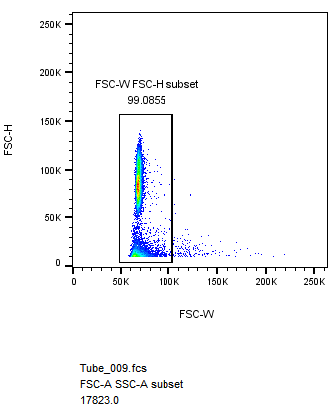 250K
200K
FSC-W FSC-H subset
99.0855
150K
FSC-H
100K
50K
0
0 50K 100K 150K 200K 250K
FSC-W
Tube_009.fcs
FSC-A SSC-A subset
17823.0